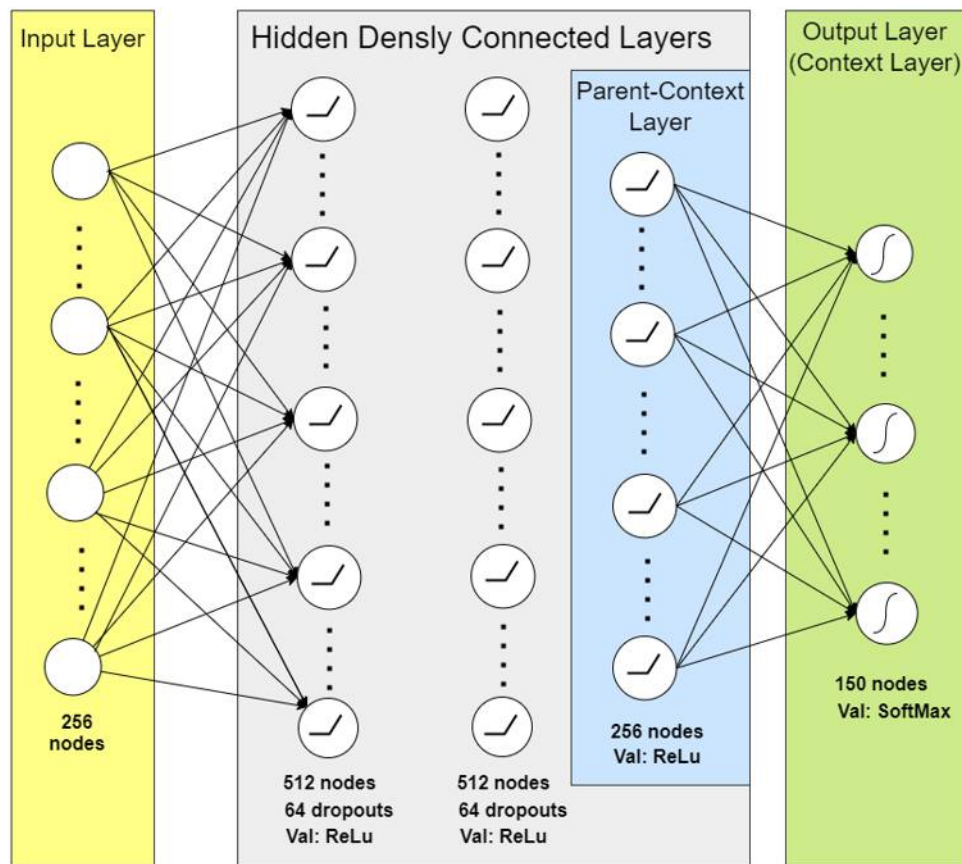 Input Layer
Hidden Densly Connected Layers
Parent-Context
Layer
Output Layer
(Context Layer)
256
nodes
512 nodes
64 dropouts
Val: ReLu
512 nodes
64 dropouts
Val: ReLu
256 nodes
Val: ReLu
150 nodes
Val: SoftMax